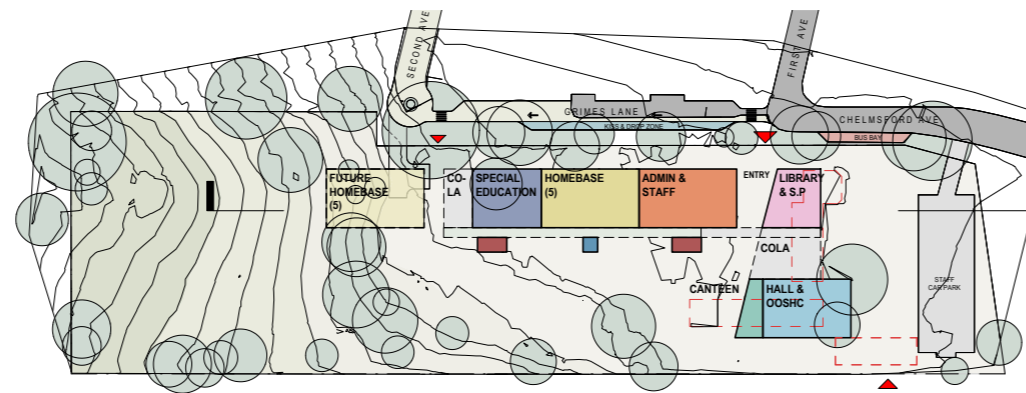 SECOND AVE
FIRST AVE
GRIMES LANE
KISS & DROP ZONE
CHELMSFORD AVE
BUS BAY
FUTURE
HOMEBASE
(5)
CO-
LA
SPECIAL
EDUCATION
HOMEBASE
(5)
ADMIN &
STAFF
ENTRY
LIBRARY
& S.P
COLA
CANTEEN
HALL &
OOSHC
STAFF
CAR PARK